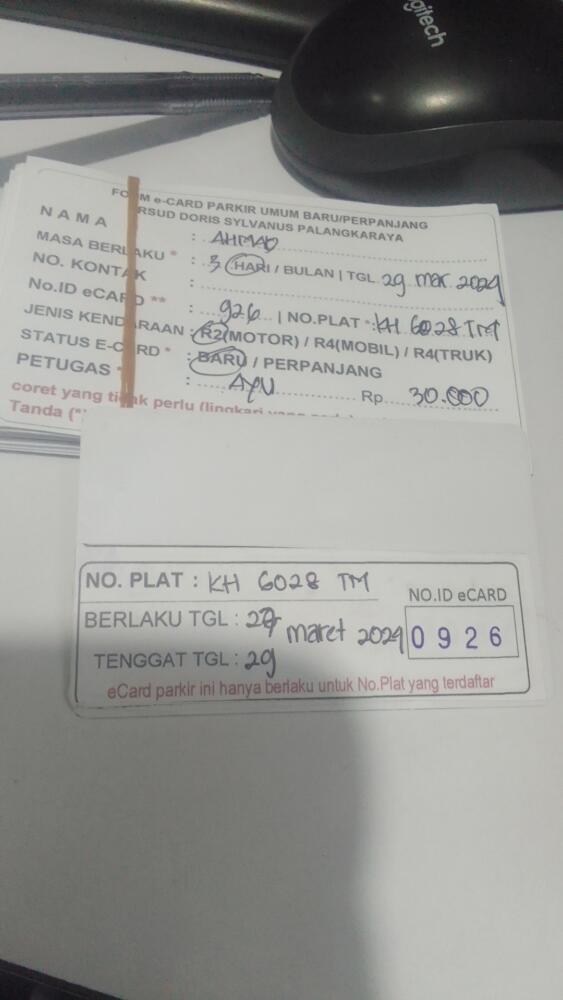 gitech
FORM e-CARD PARKIR UMUM BARU/PERPANJANG
RSUD DORIS SYLVANUS PALANGKARAYA
NAMA : AHMAD
MASA BERLAKU * : 3 HARI / BULAN | TGL 29 mar 2024
NO. KONTAK :
No.ID eCARD ** : 926 | NO.PLAT * : KH 6028 TM
JENIS KENDARAAN : R2(MOTOR) / R4(MOBIL) / R4(TRUK)
STATUS E-CARD * : BARU / PERPANJANG
PETUGAS * : AYU Rp 30.000
coret yang tidak perlu (lingkari yang
Tanda (*)
NO. PLAT : KH 6028 TM
NO.ID eCARD
BERLAKU TGL : 27 maret 2024
0926
TENGGAT TGL : 29
eCard parkir ini hanya berlaku untuk No.Plat yang terdaftar